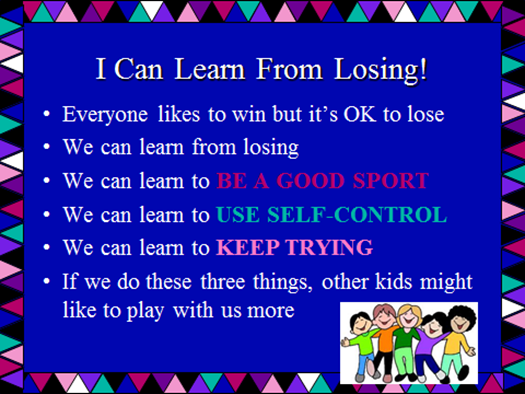 I Can Learn From Losing!
• Everyone likes to win but it's OK to lose
• We can learn from losing
• We can learn to BE A GOOD SPORT
• We can learn to USE SELF-CONTROL
• We can learn to KEEP TRYING
• If we do these three things, other kids might
like to play with us more